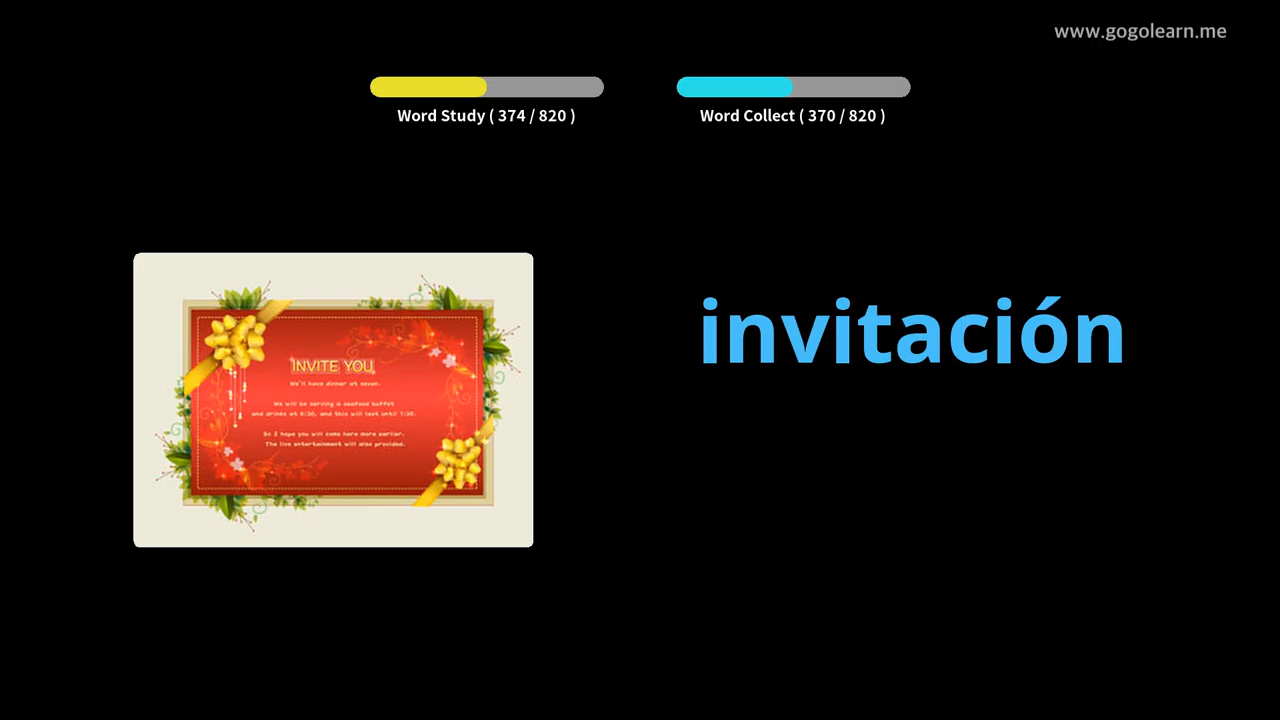 www.gogolearn.me
Word Study ( 374 / 820 )
Word Collect ( 370 / 820 )
invitación
INVITE YOU
We'll have dinner at seven.
We will be serving a seafood buffet
and drinks at 6:30, and this will last until 7:30.
So I hope you will come here more earlier.
The live entertainment will also provided.